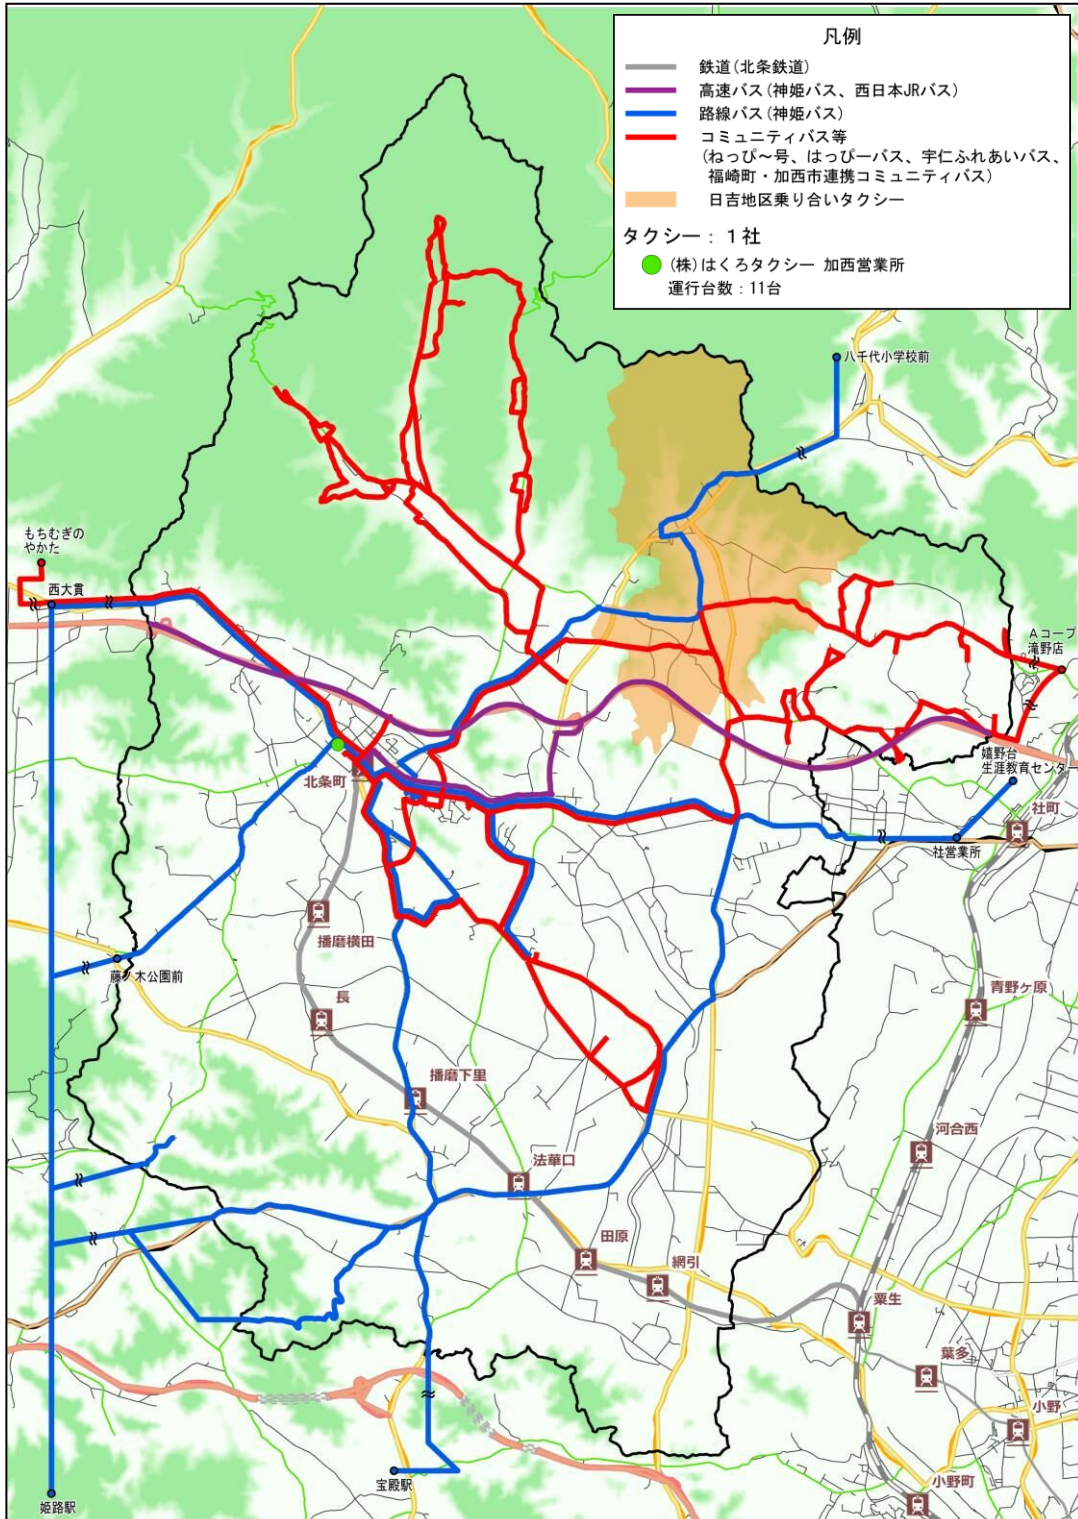 凡例
鉄道(北条鉄道)
高速バス(神姫バス、西日本JRバス)
路線バス(神姫バス)
コミュニティバス等
(ねっぴ～号、はっぴーバス、宇仁ふれあいバス、
福崎町・加西市連携コミュニティバス)
日吉地区乗り合いタクシー
タクシー：１社
(株)はくろタクシー 加西営業所
運行台数：11台
八千代小学校前
もちむぎの
やかた
西大貫
Ａコープ
滝野店
嬉野台
生涯教育センター
北条町
社町
社営業所
播磨横田
藤ノ木公園前
長
青野ヶ原
播磨下里
河合西
法華口
田原
網引
粟生
葉多
小野
宝殿駅
小野町
姫路駅